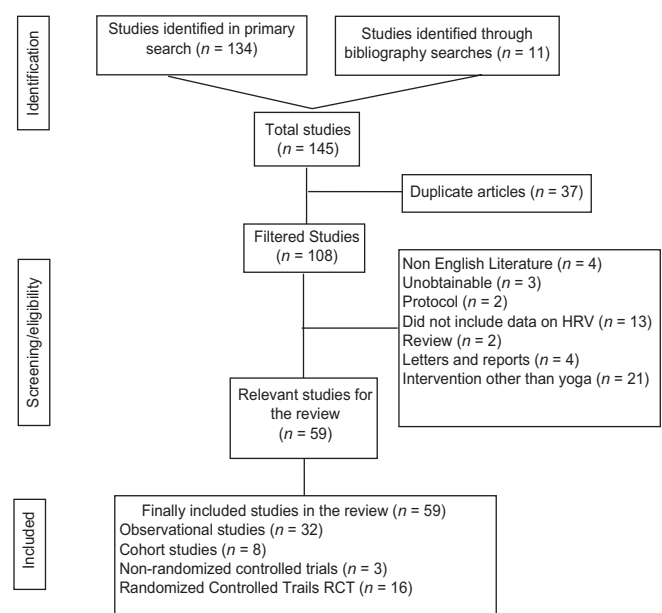 Identification
Studies identified in primary
search (n = 134)
Studies identified through
bibliography searches (n = 11)
Total studies
(n = 145)
Duplicate articles (n = 37)
Filtered Studies
(n = 108)
Screening/eligibility
Non English Literature (n = 4)
Unobtainable (n = 3)
Protocol (n = 2)
Did not include data on HRV (n = 13)
Review (n = 2)
Letters and reports (n = 4)
Intervention other than yoga (n = 21)
Relevant studies for
the review
(n = 59)
Included
Finally included studies in the review (n = 59)
Observational studies (n = 32)
Cohort studies (n = 8)
Non-randomized controlled trials (n = 3)
Randomized Controlled Trails RCT (n = 16)